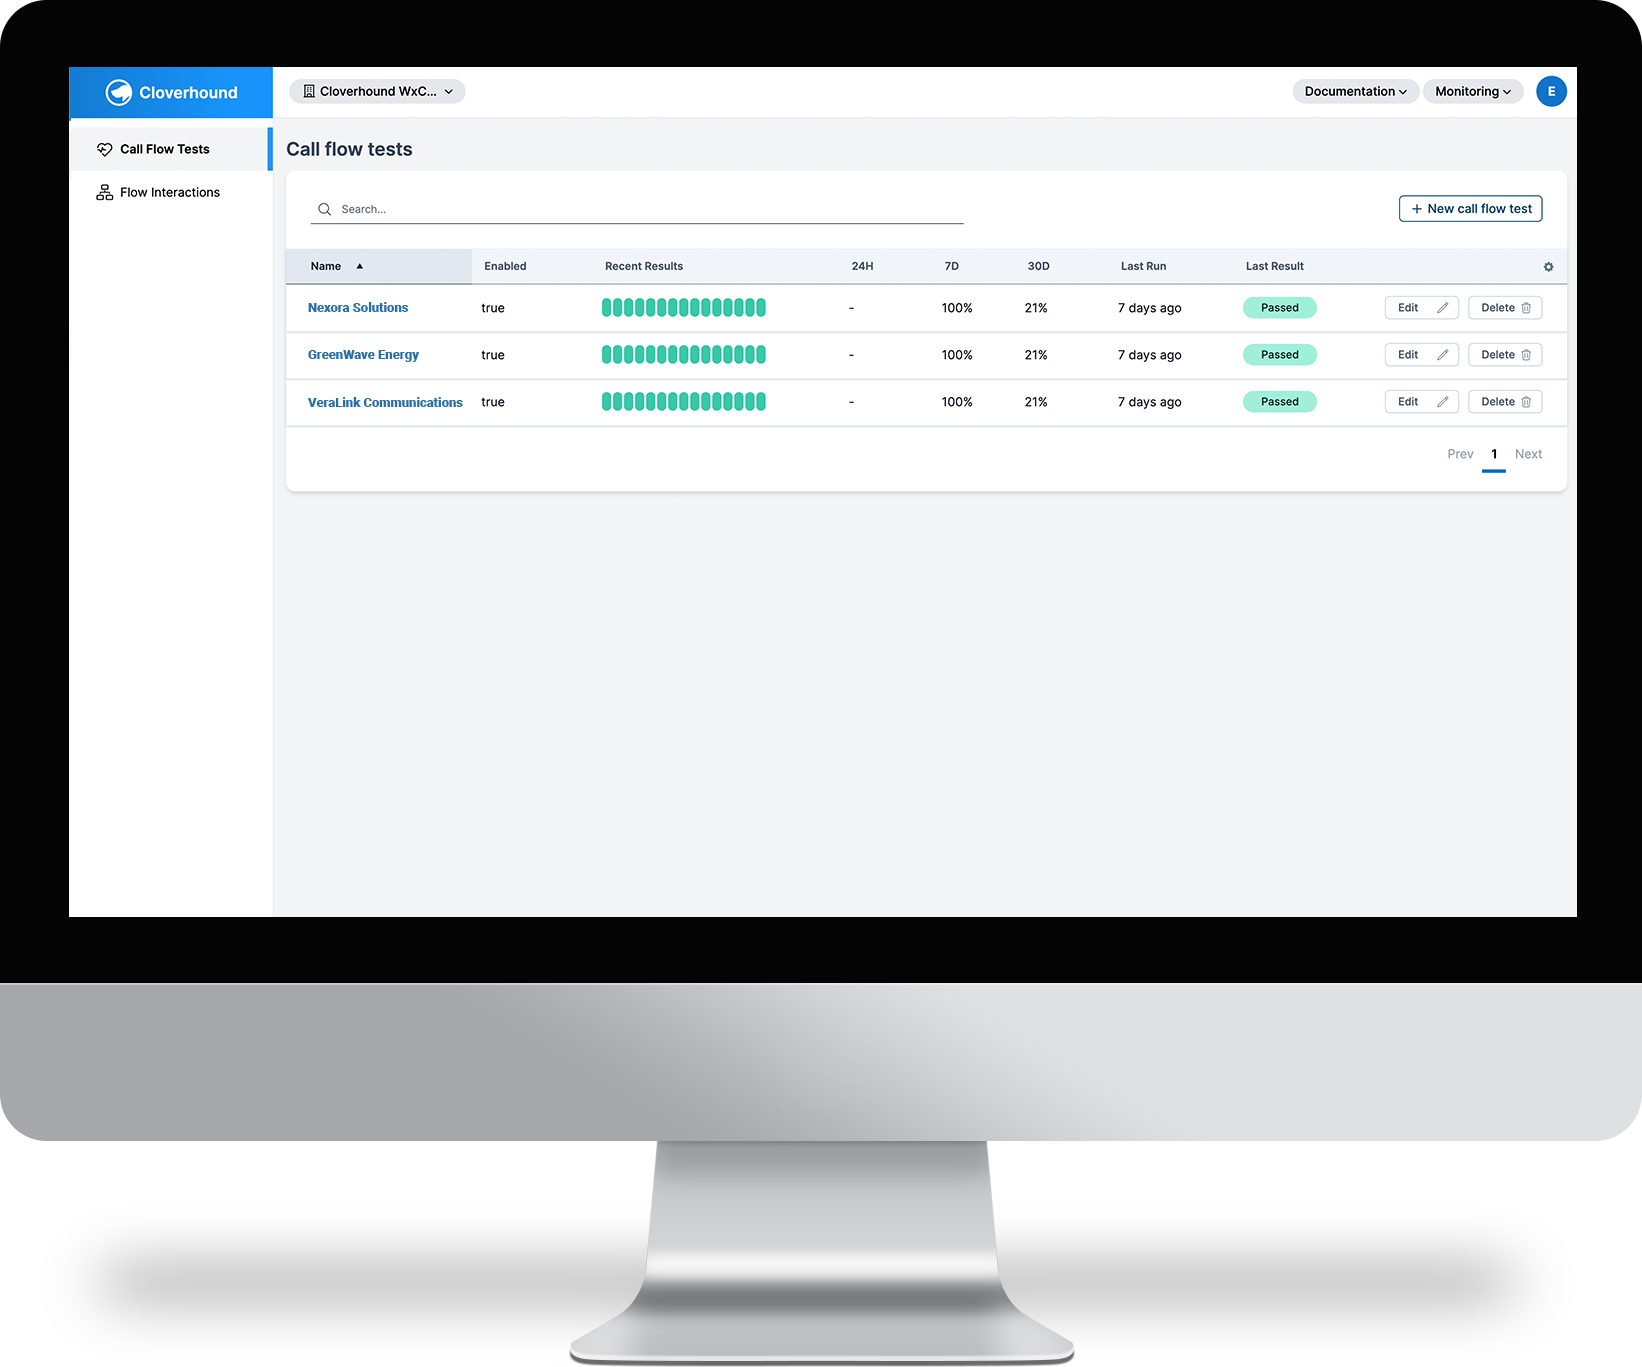 Cloverhound
Cloverhound WxC...
Documentation
Monitoring
E
Call Flow Tests
Flow Interactions
Call flow tests
Search...
+ New call flow test
Name Enabled Recent Results 24H 7D 30D Last Run Last Result
Nexora Solutions true - 100% 21% 7 days ago Passed Edit Delete
GreenWave Energy true - 100% 21% 7 days ago Passed Edit Delete
VeraLink Communications true - 100% 21% 7 days ago Passed Edit Delete
Prev 1 Next